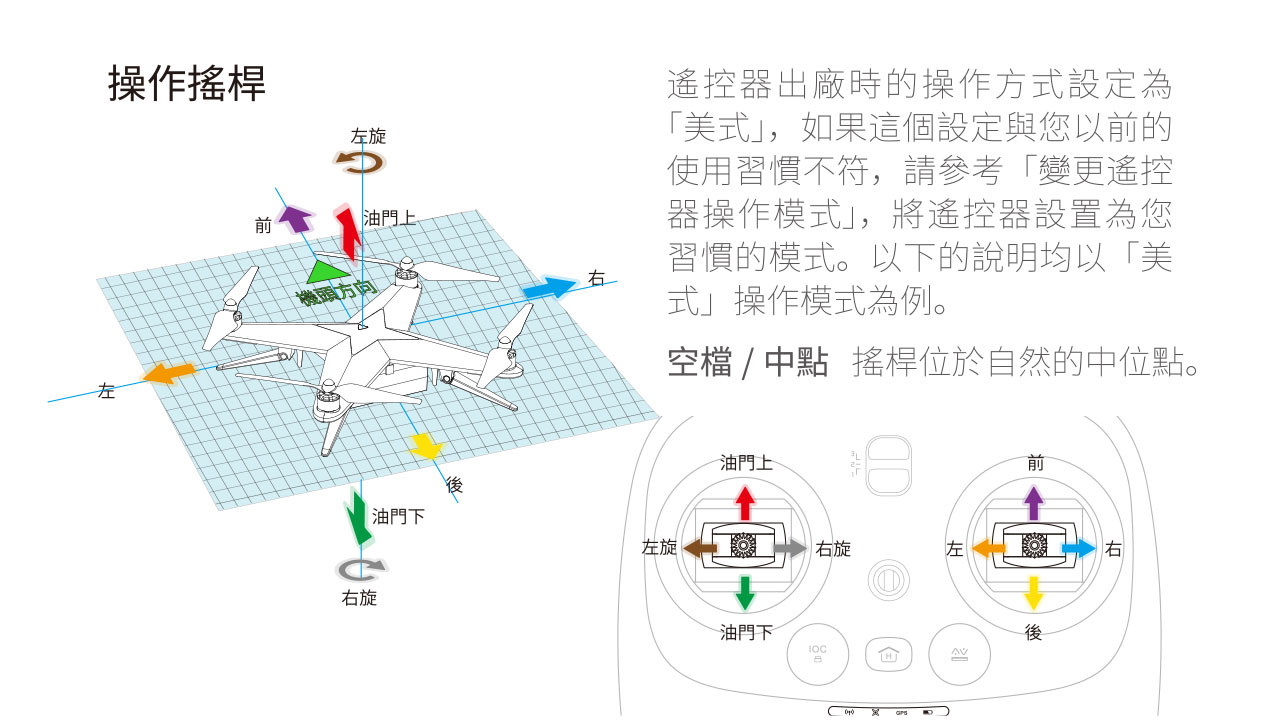 操作搖桿
左旋
前
油門上
右
機頭方向
左
後
油門下
右旋
遙控器出廠時的操作方式設定為
「美式」，如果這個設定與您以前的
使用習慣不符，請參考「變更遙控
器操作模式」，將遙控器設置為您
習慣的模式。以下的說明均以「美
式」操作模式為例。
空檔 / 中點 搖桿位於自然的中位點。
油門上
3
2
1
前
左旋
右旋
左
右
油門下
後
IOC
H
GPS